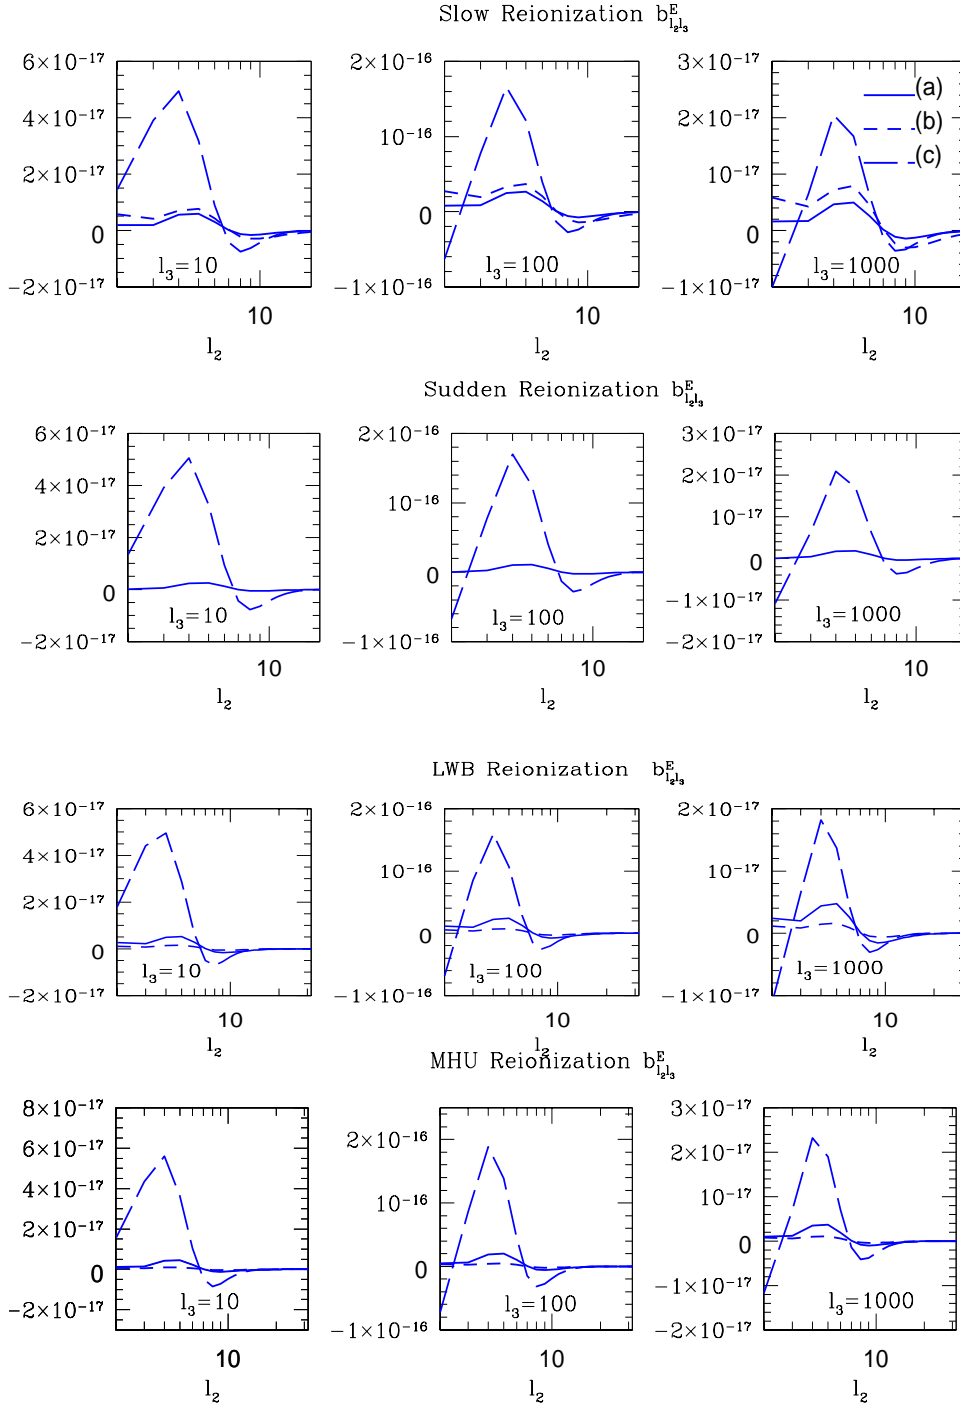 Slow Reionization b^E_{l₂l₃}
6×10⁻¹⁷ 4×10⁻¹⁷ 2×10⁻¹⁷ 0 −2×10⁻¹⁷
l₃=10
10
l₂
2×10⁻¹⁶ 10⁻¹⁶ 0 −1×10⁻¹⁶
l₃=100
10
l₂
3×10⁻¹⁷ 2×10⁻¹⁷ 10⁻¹⁷ 0 −1×10⁻¹⁷
(a)
(b)
(c)
l₃=1000
10
l₂
Sudden Reionization b^E_{l₂l₃}
6×10⁻¹⁷ 4×10⁻¹⁷ 2×10⁻¹⁷ 0 −2×10⁻¹⁷
l₃=10
10
l₂
2×10⁻¹⁶ 10⁻¹⁶ 0 −1×10⁻¹⁶
l₃=100
10
l₂
3×10⁻¹⁷ 2×10⁻¹⁷ 10⁻¹⁷ 0 −1×10⁻¹⁷ −2×10⁻¹⁷
l₃=1000
10
l₂
LWB Reionization b^E_{l₂l₃}
6×10⁻¹⁷ 4×10⁻¹⁷ 2×10⁻¹⁷ 0 −2×10⁻¹⁷
l₃=10
10
l₂
2×10⁻¹⁶ 10⁻¹⁶ 0 −1×10⁻¹⁶
l₃=100
10
l₂
2×10⁻¹⁷ 10⁻¹⁷ 0 −1×10⁻¹⁷
l₃=1000
10
l₂
MHU Reionization b^E_{l₂l₃}
8×10⁻¹⁷ 6×10⁻¹⁷ 4×10⁻¹⁷ 2×10⁻¹⁷ 0 −2×10⁻¹⁷
l₃=10
10
l₂
2×10⁻¹⁶ 10⁻¹⁶ 0 −1×10⁻¹⁶
l₃=100
10
l₂
3×10⁻¹⁷ 2×10⁻¹⁷ 10⁻¹⁷ 0 −1×10⁻¹⁷ −2×10⁻¹⁷
l₃=1000
10
l₂